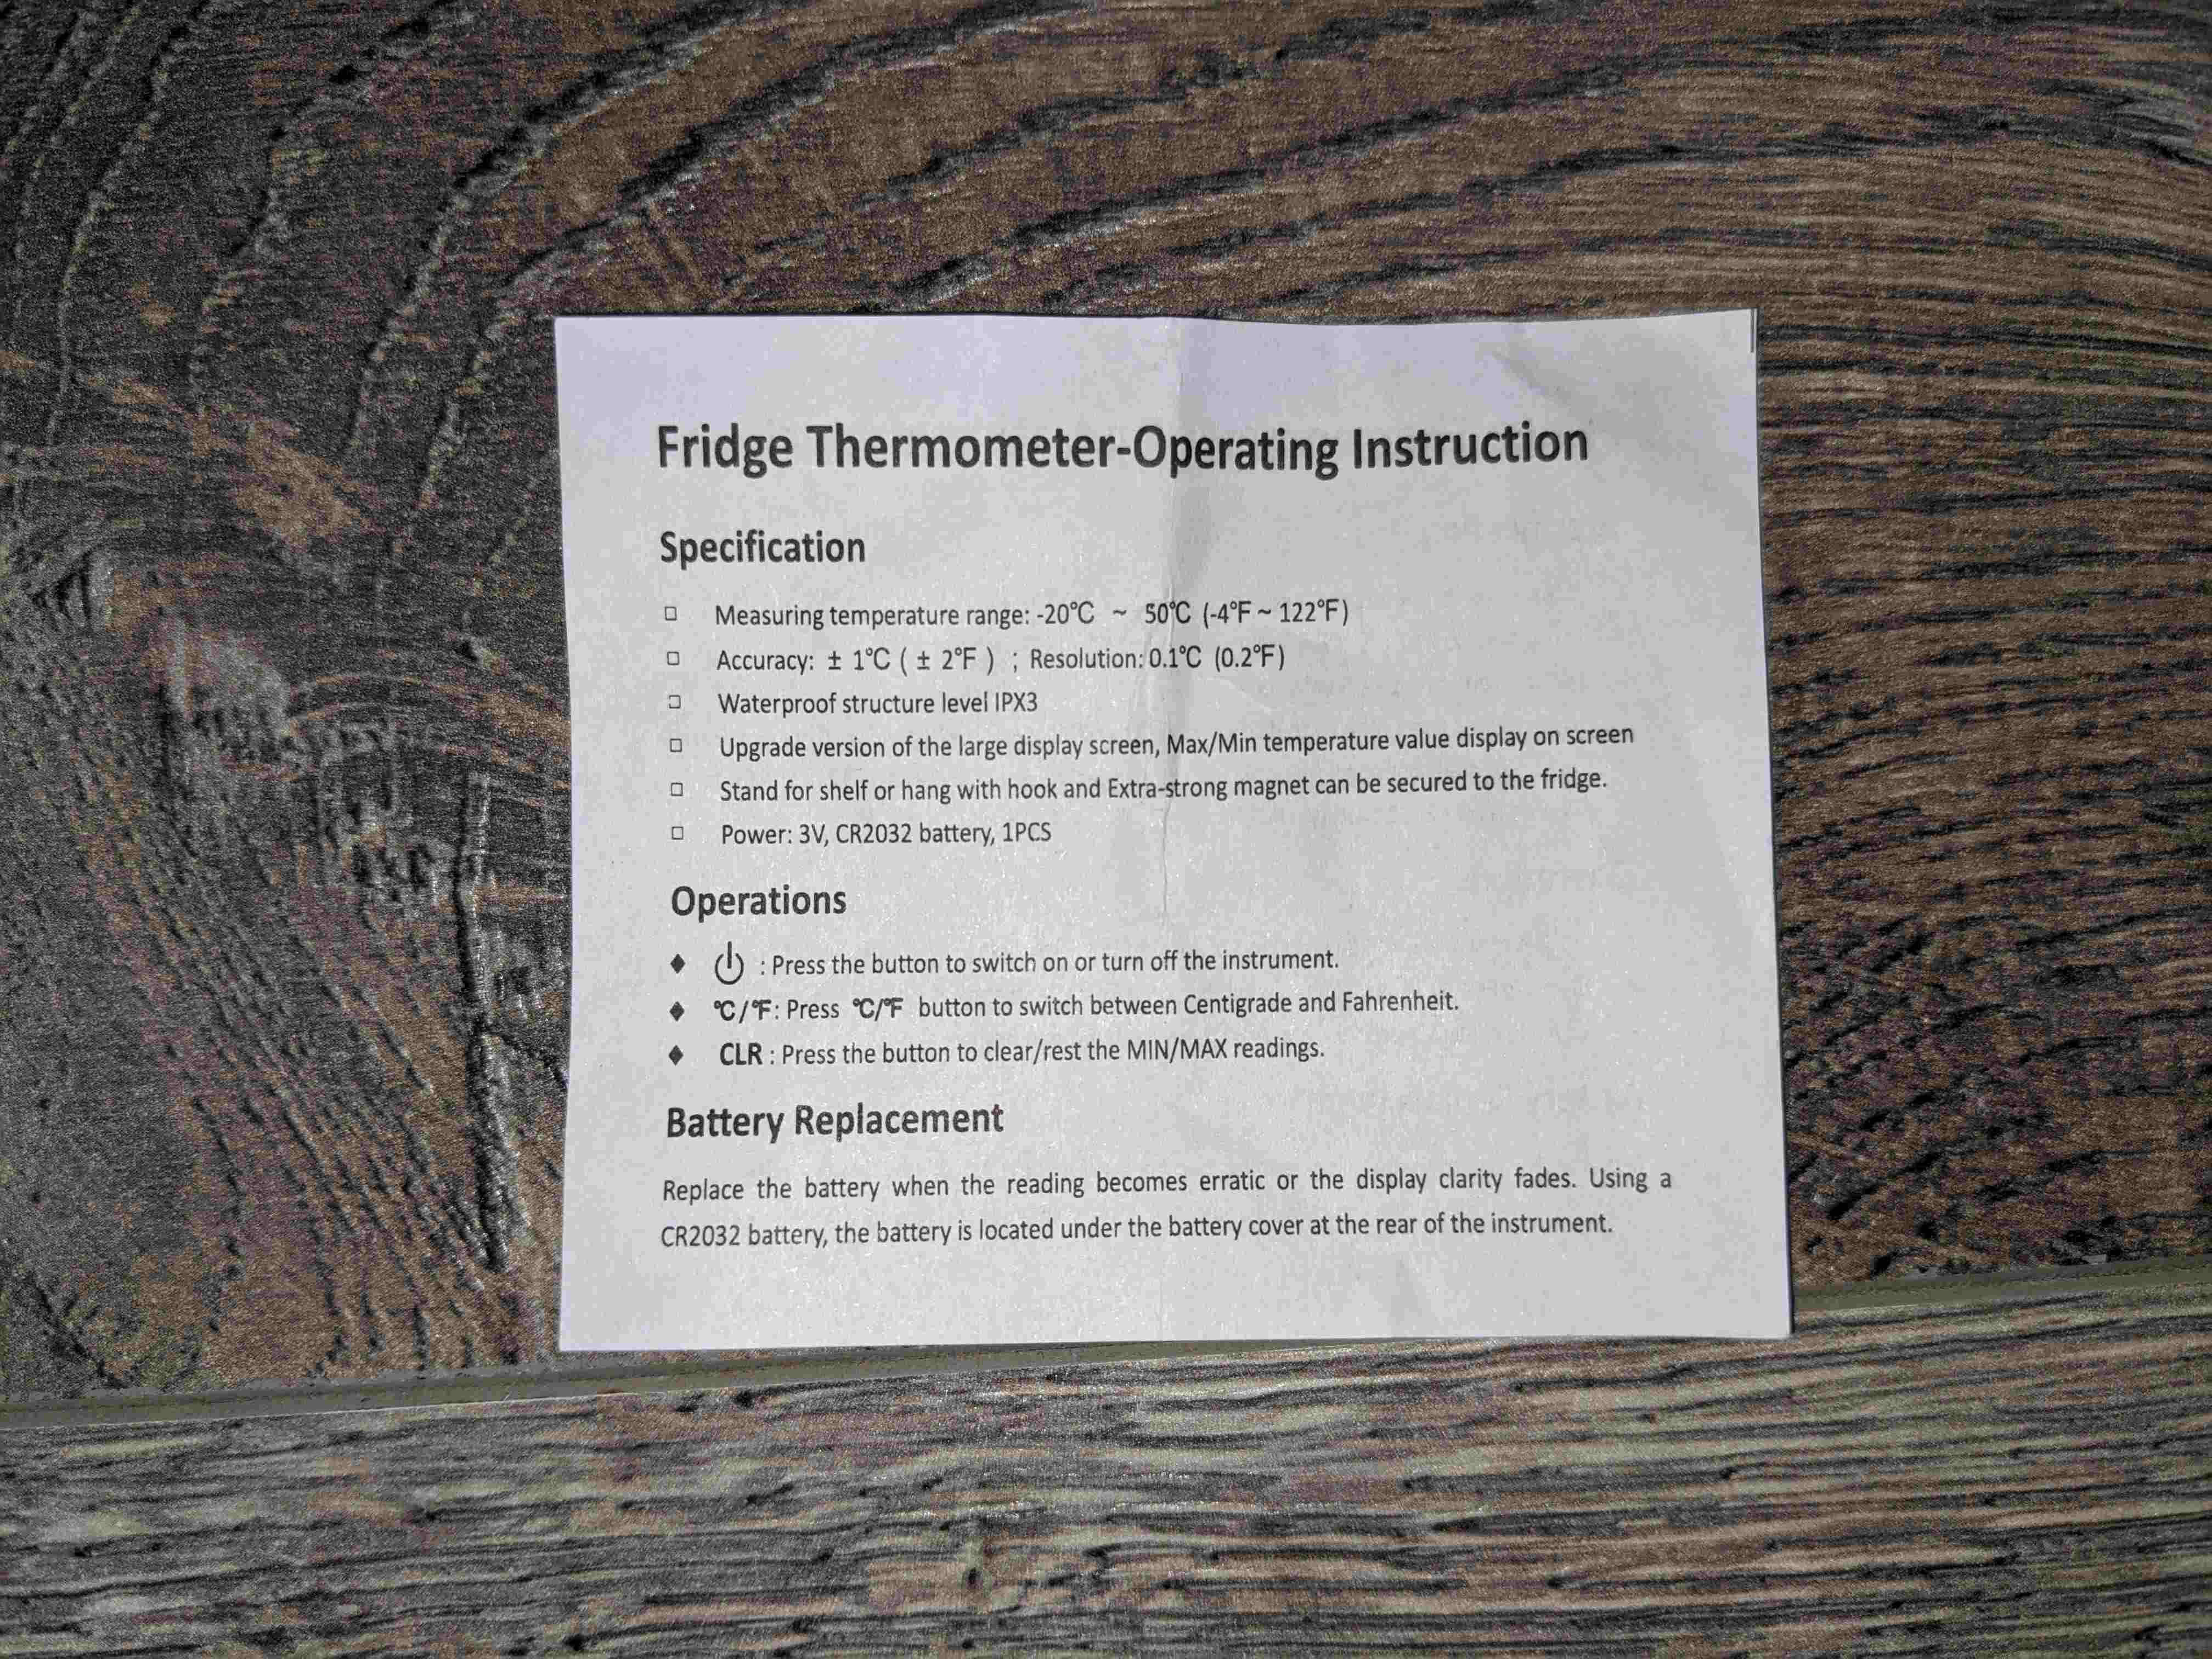 Fridge Thermometer-Operating Instruction
Specification
□ Measuring temperature range: -20℃ ~ 50℃ (-4℉ ~ 122℉)
□ Accuracy: ± 1℃ ( ± 2℉ ) ; Resolution: 0.1℃ (0.2℉)
□ Waterproof structure level IPX3
□ Upgrade version of the large display screen, Max/Min temperature value display on screen
□ Stand for shelf or hang with hook and Extra-strong magnet can be secured to the fridge.
□ Power: 3V, CR2032 battery, 1PCS
Operations
♦ ⏻ : Press the button to switch on or turn off the instrument.
♦ ℃/℉: Press ℃/℉ button to switch between Centigrade and Fahrenheit.
♦ CLR : Press the button to clear/rest the MIN/MAX readings.
Battery Replacement
Replace the battery when the reading becomes erratic or the display clarity fades. Using a
CR2032 battery, the battery is located under the battery cover at the rear of the instrument.